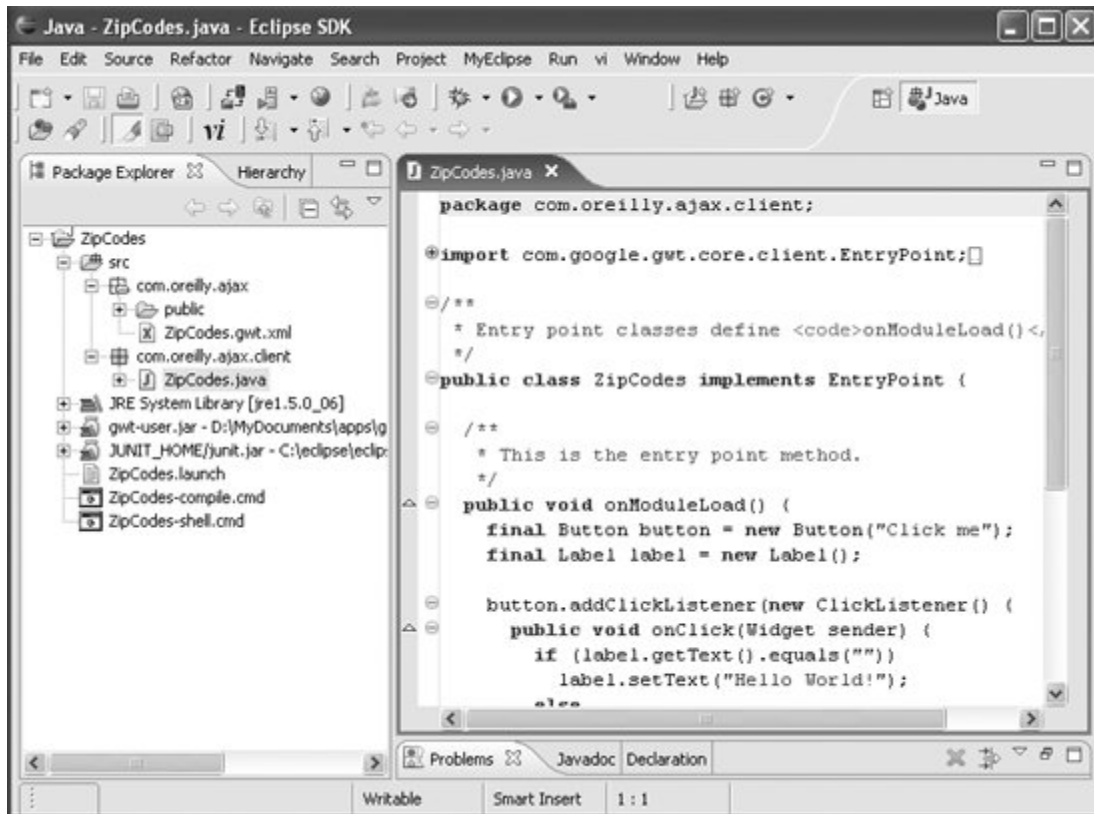 Java - ZipCodes.java - Eclipse SDK
File Edit Source Refactor Navigate Search Project MyEclipse Run vi Window Help
Java
vi
Package Explorer Hierarchy
ZipCodes
src
com.oreilly.ajax
public
ZipCodes.gwt.xml
com.oreilly.ajax.client
ZipCodes.java
JRE System Library [jre1.5.0_06]
gwt-user.jar - D:\MyDocuments\apps\g
JUNIT_HOME/junit.jar - C:\eclipse\eclip
ZipCodes.launch
ZipCodes-compile.cmd
ZipCodes-shell.cmd
ZipCodes.java
package com.oreilly.ajax.client;
import com.google.gwt.core.client.EntryPoint;
/**
* Entry point classes define <code>onModuleLoad()</
*/
public class ZipCodes implements EntryPoint {
/**
* This is the entry point method.
*/
public void onModuleLoad() {
final Button button = new Button("Click me");
final Label label = new Label();
button.addClickListener(new ClickListener() {
public void onClick(Widget sender) {
if (label.getText().equals(""))
label.setText("Hello World!");
else
Problems Javadoc Declaration
Writable Smart Insert 1 : 1